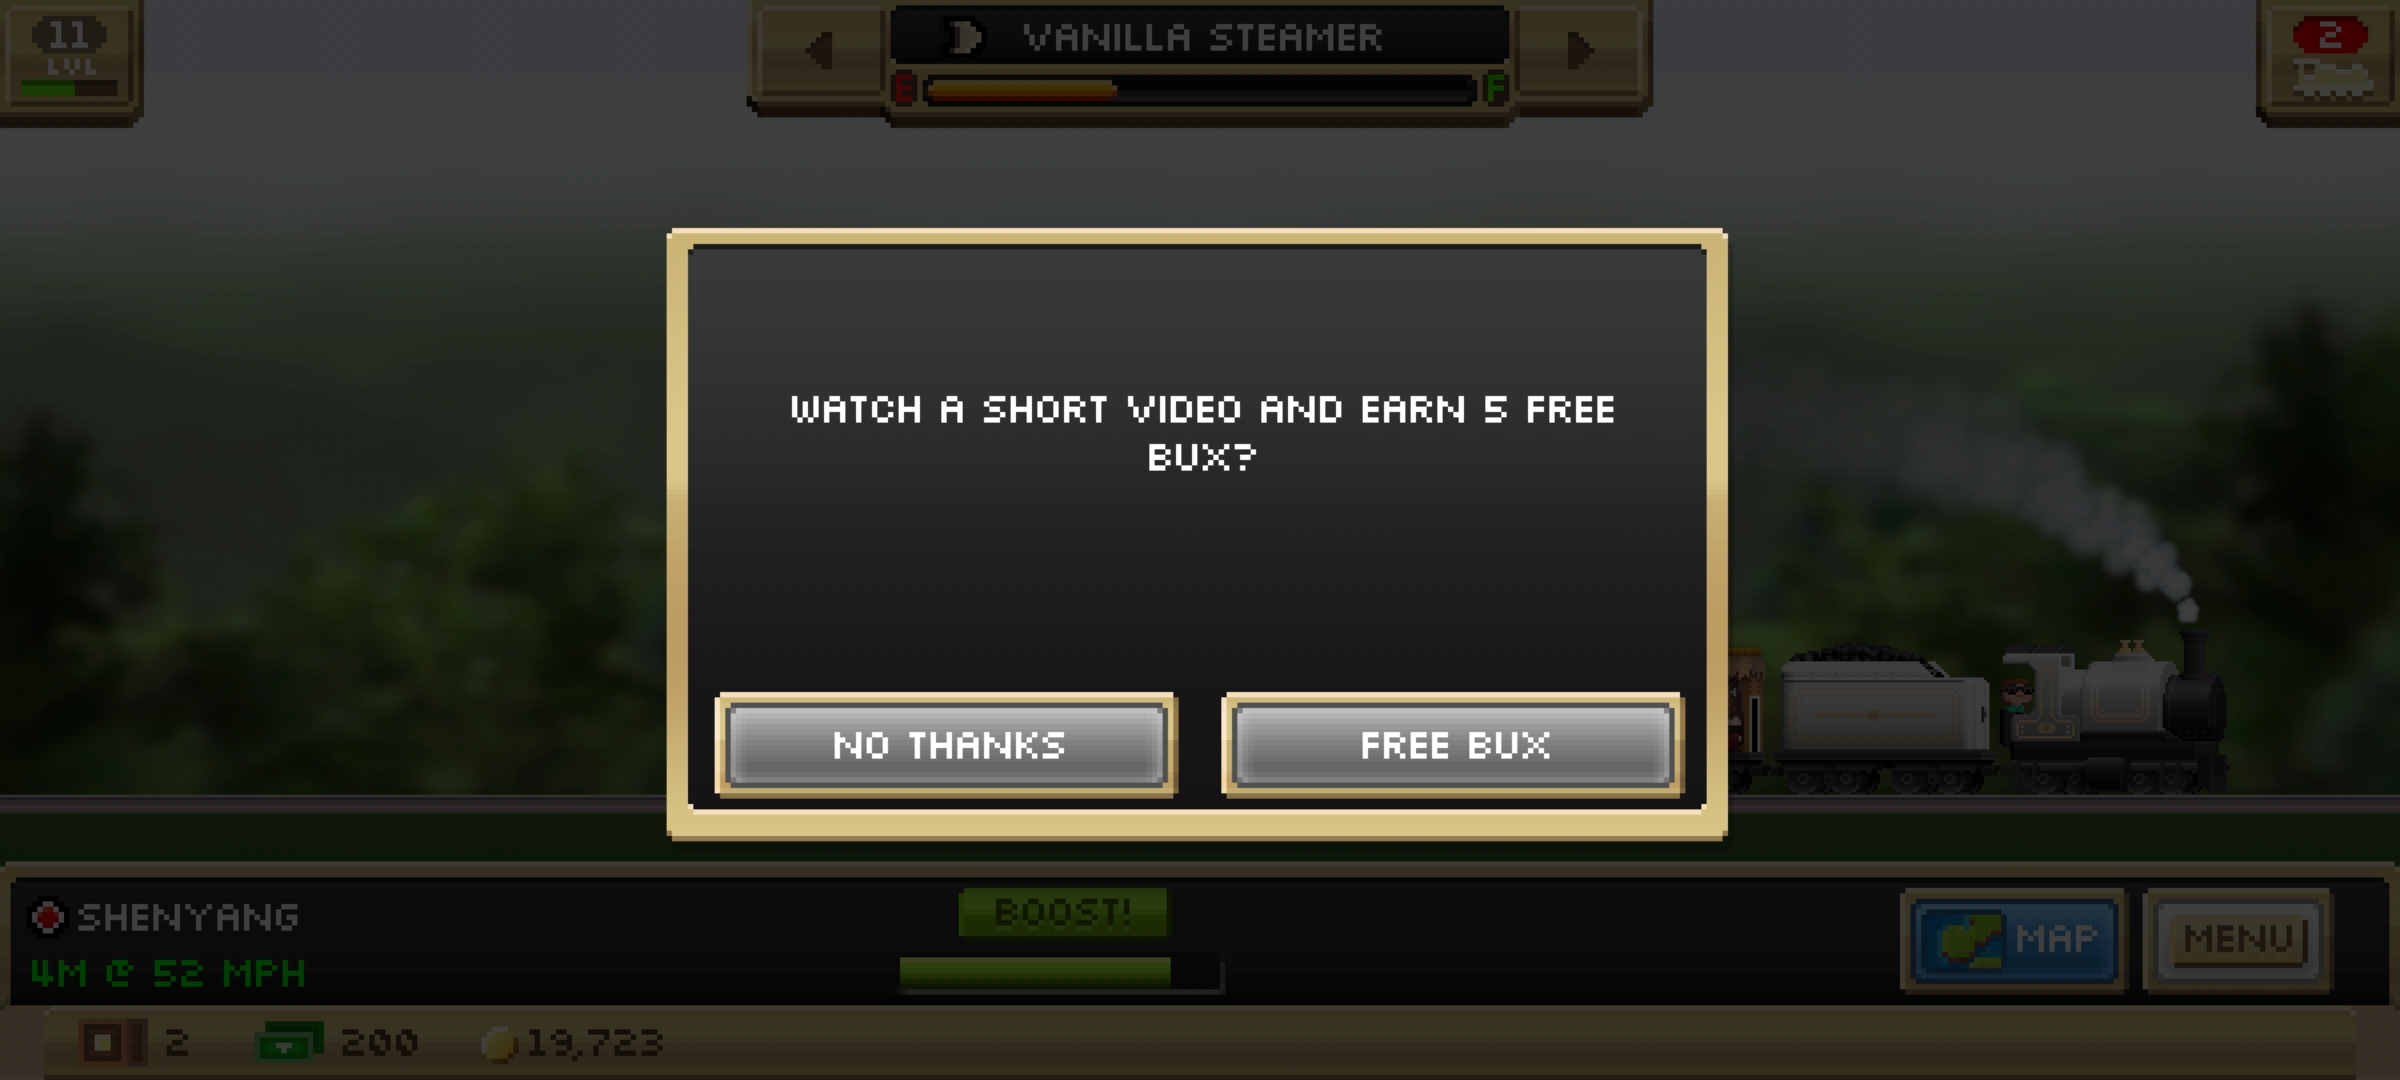 11
LVL
VANILLA STEAMER
E
F
2
WATCH A SHORT VIDEO AND EARN 5 FREE
BUX?
NO THANKS
FREE BUX
SHENYANG
4M @ 52 MPH
BOOST!
MAP
MENU
2
200
19,723